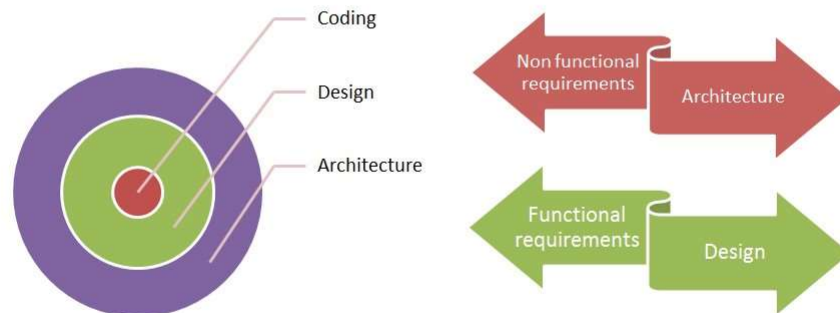 Coding
Design
Architecture
Non functional
requirements
Architecture
Functional
requirements
Design